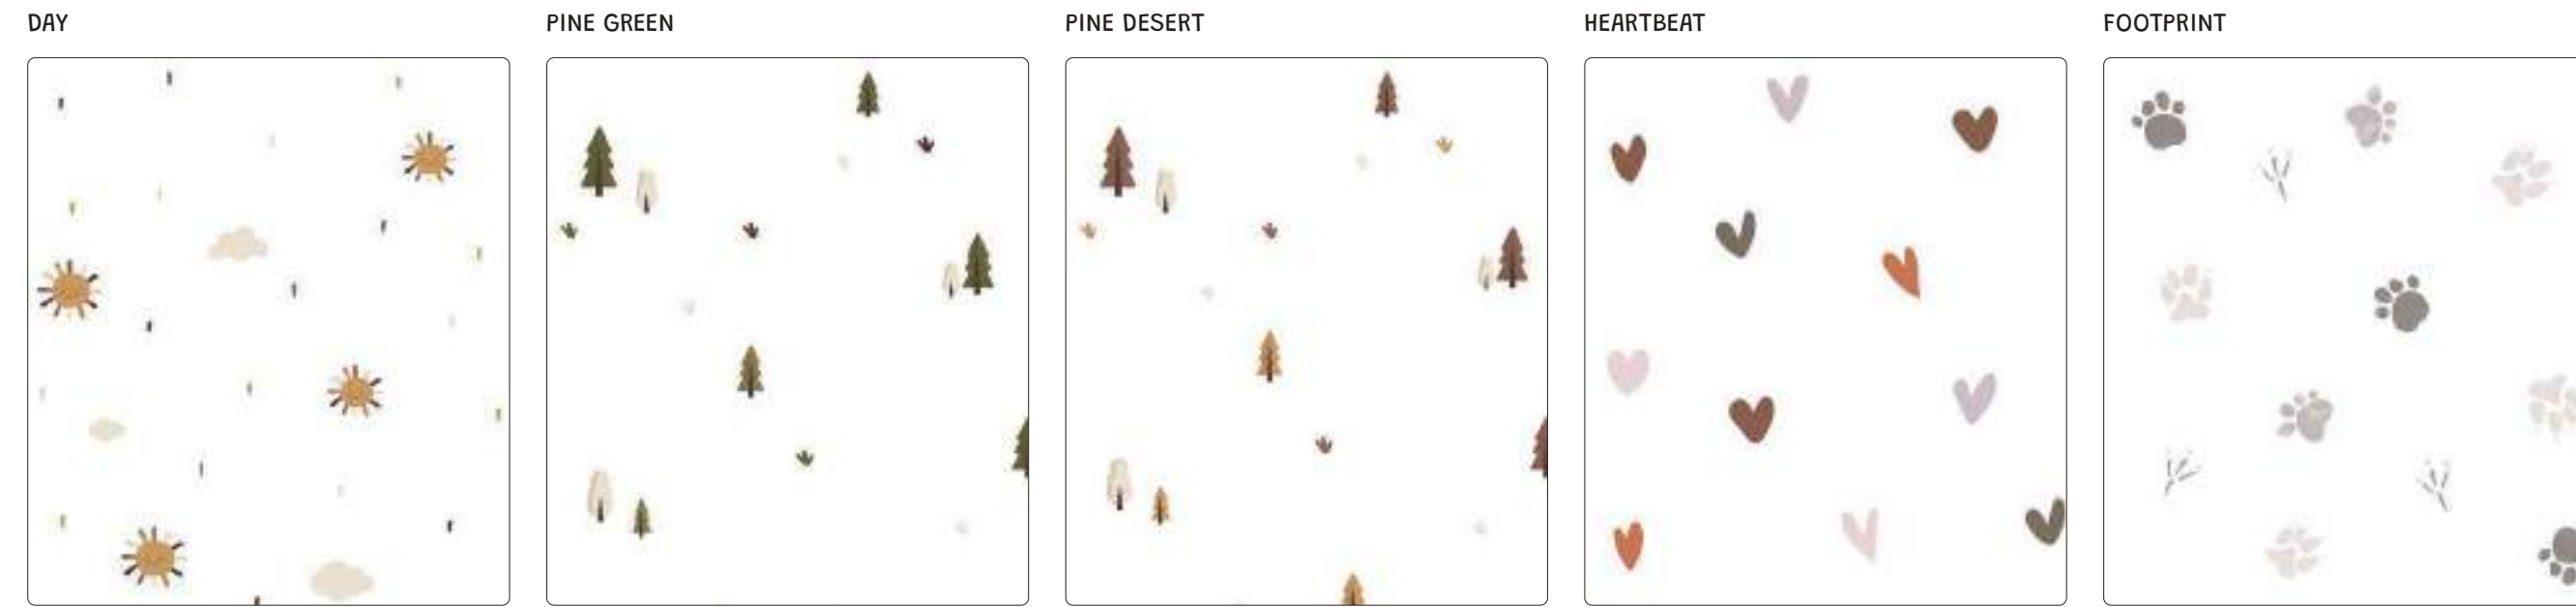 DAY
PINE GREEN
PINE DESERT
HEARTBEAT
FOOTPRINT